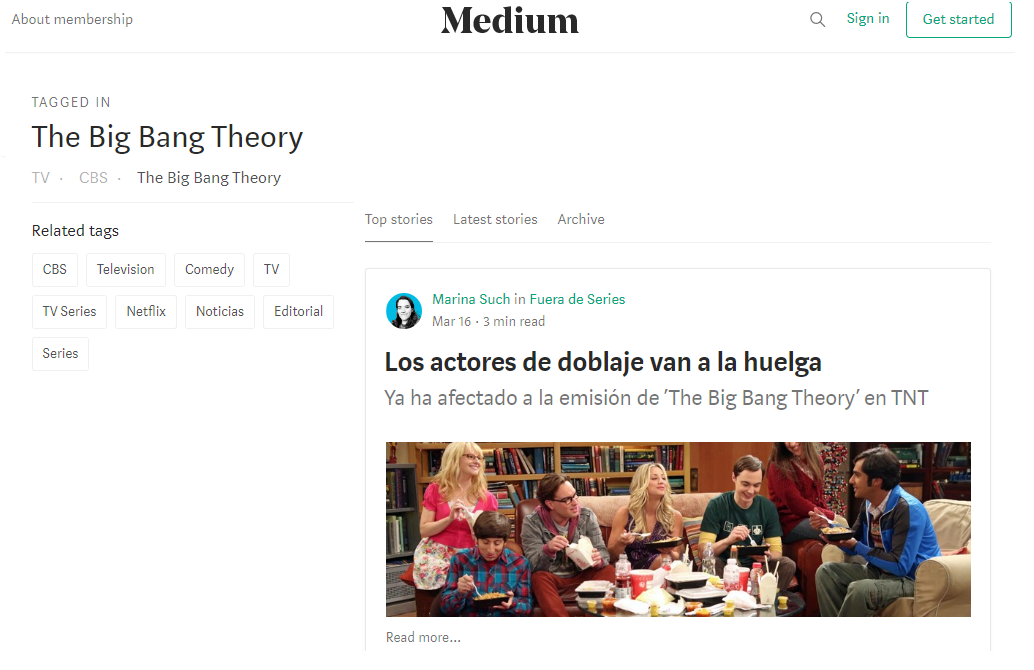 About membership
Medium
Sign in
Get started
TAGGED IN
The Big Bang Theory
TV · CBS · The Big Bang Theory
Related tags
CBS
Television
Comedy
TV
TV Series
Netflix
Noticias
Editorial
Series
Top stories
Latest stories
Archive
Marina Such in Fuera de Series
Mar 16 · 3 min read
Los actores de doblaje van a la huelga
Ya ha afectado a la emisión de ‘The Big Bang Theory’ en TNT
Read more...